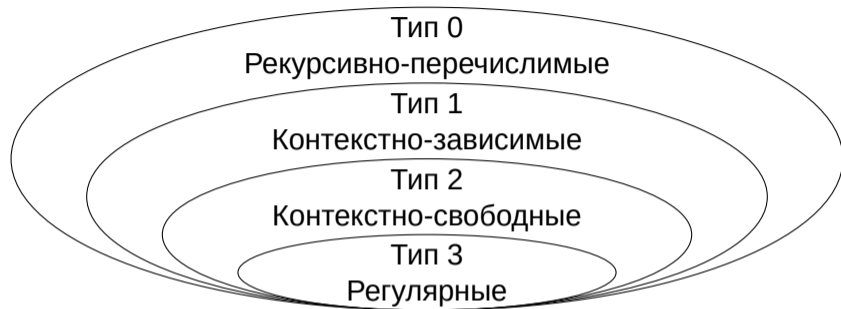 Тип 0
Рекурсивно-перечислимые
Тип 1
Контекстно-зависимые
Тип 2
Контекстно-свободные
Тип 3
Регулярные